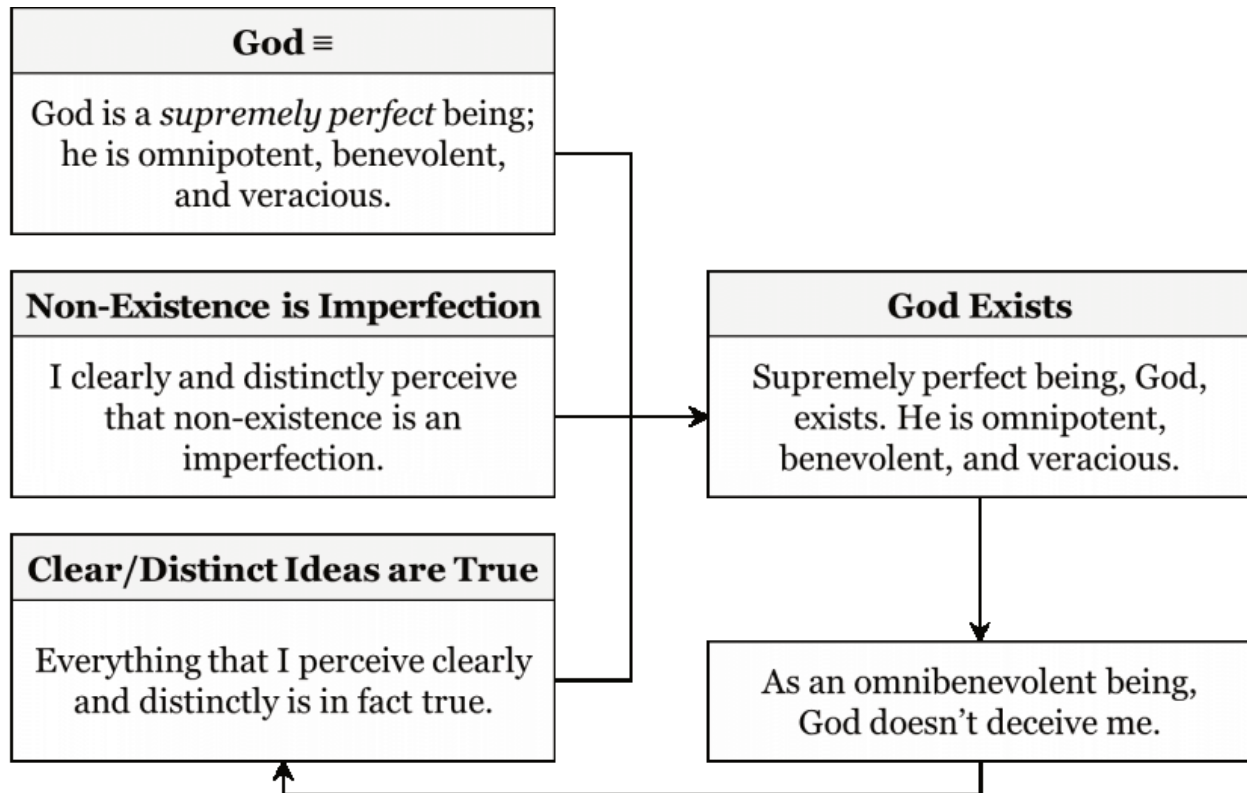 God ≡
God is a supremely perfect being;
he is omnipotent, benevolent,
and veracious.
Non-Existence is Imperfection
I clearly and distinctly perceive
that non-existence is an
imperfection.
Clear/Distinct Ideas are True
Everything that I perceive clearly
and distinctly is in fact true.
God Exists
Supremely perfect being, God,
exists. He is omnipotent,
benevolent, and veracious.
As an omnibenevolent being,
God doesn’t deceive me.